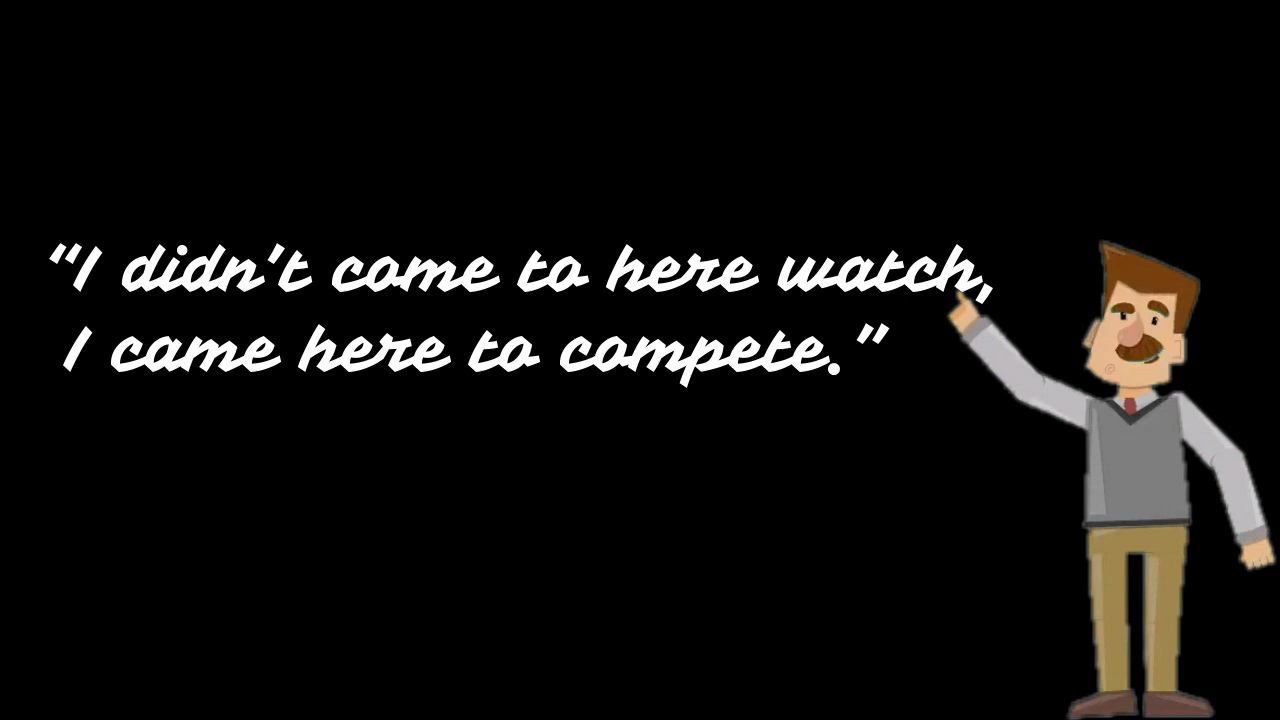 “I didn’t come to here watch,
I came here to compete.”